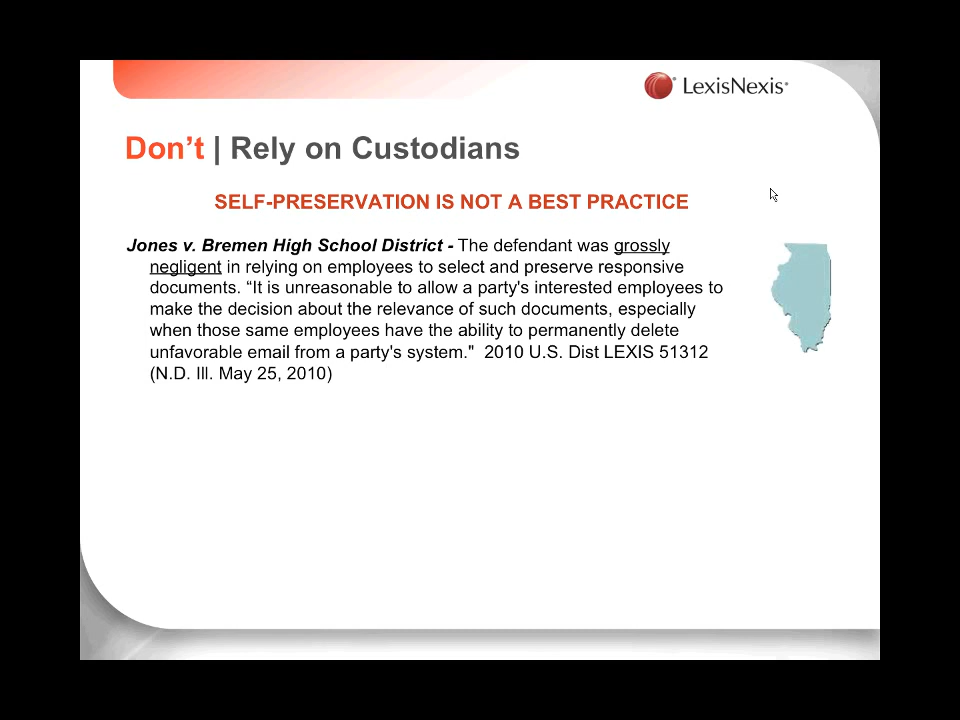 LexisNexis®
Don't | Rely on Custodians
SELF-PRESERVATION IS NOT A BEST PRACTICE
Jones v. Bremen High School District - The defendant was grossly
negligent in relying on employees to select and preserve responsive
documents. “It is unreasonable to allow a party's interested employees to
make the decision about the relevance of such documents, especially
when those same employees have the ability to permanently delete
unfavorable email from a party's system." 2010 U.S. Dist LEXIS 51312
(N.D. Ill. May 25, 2010)